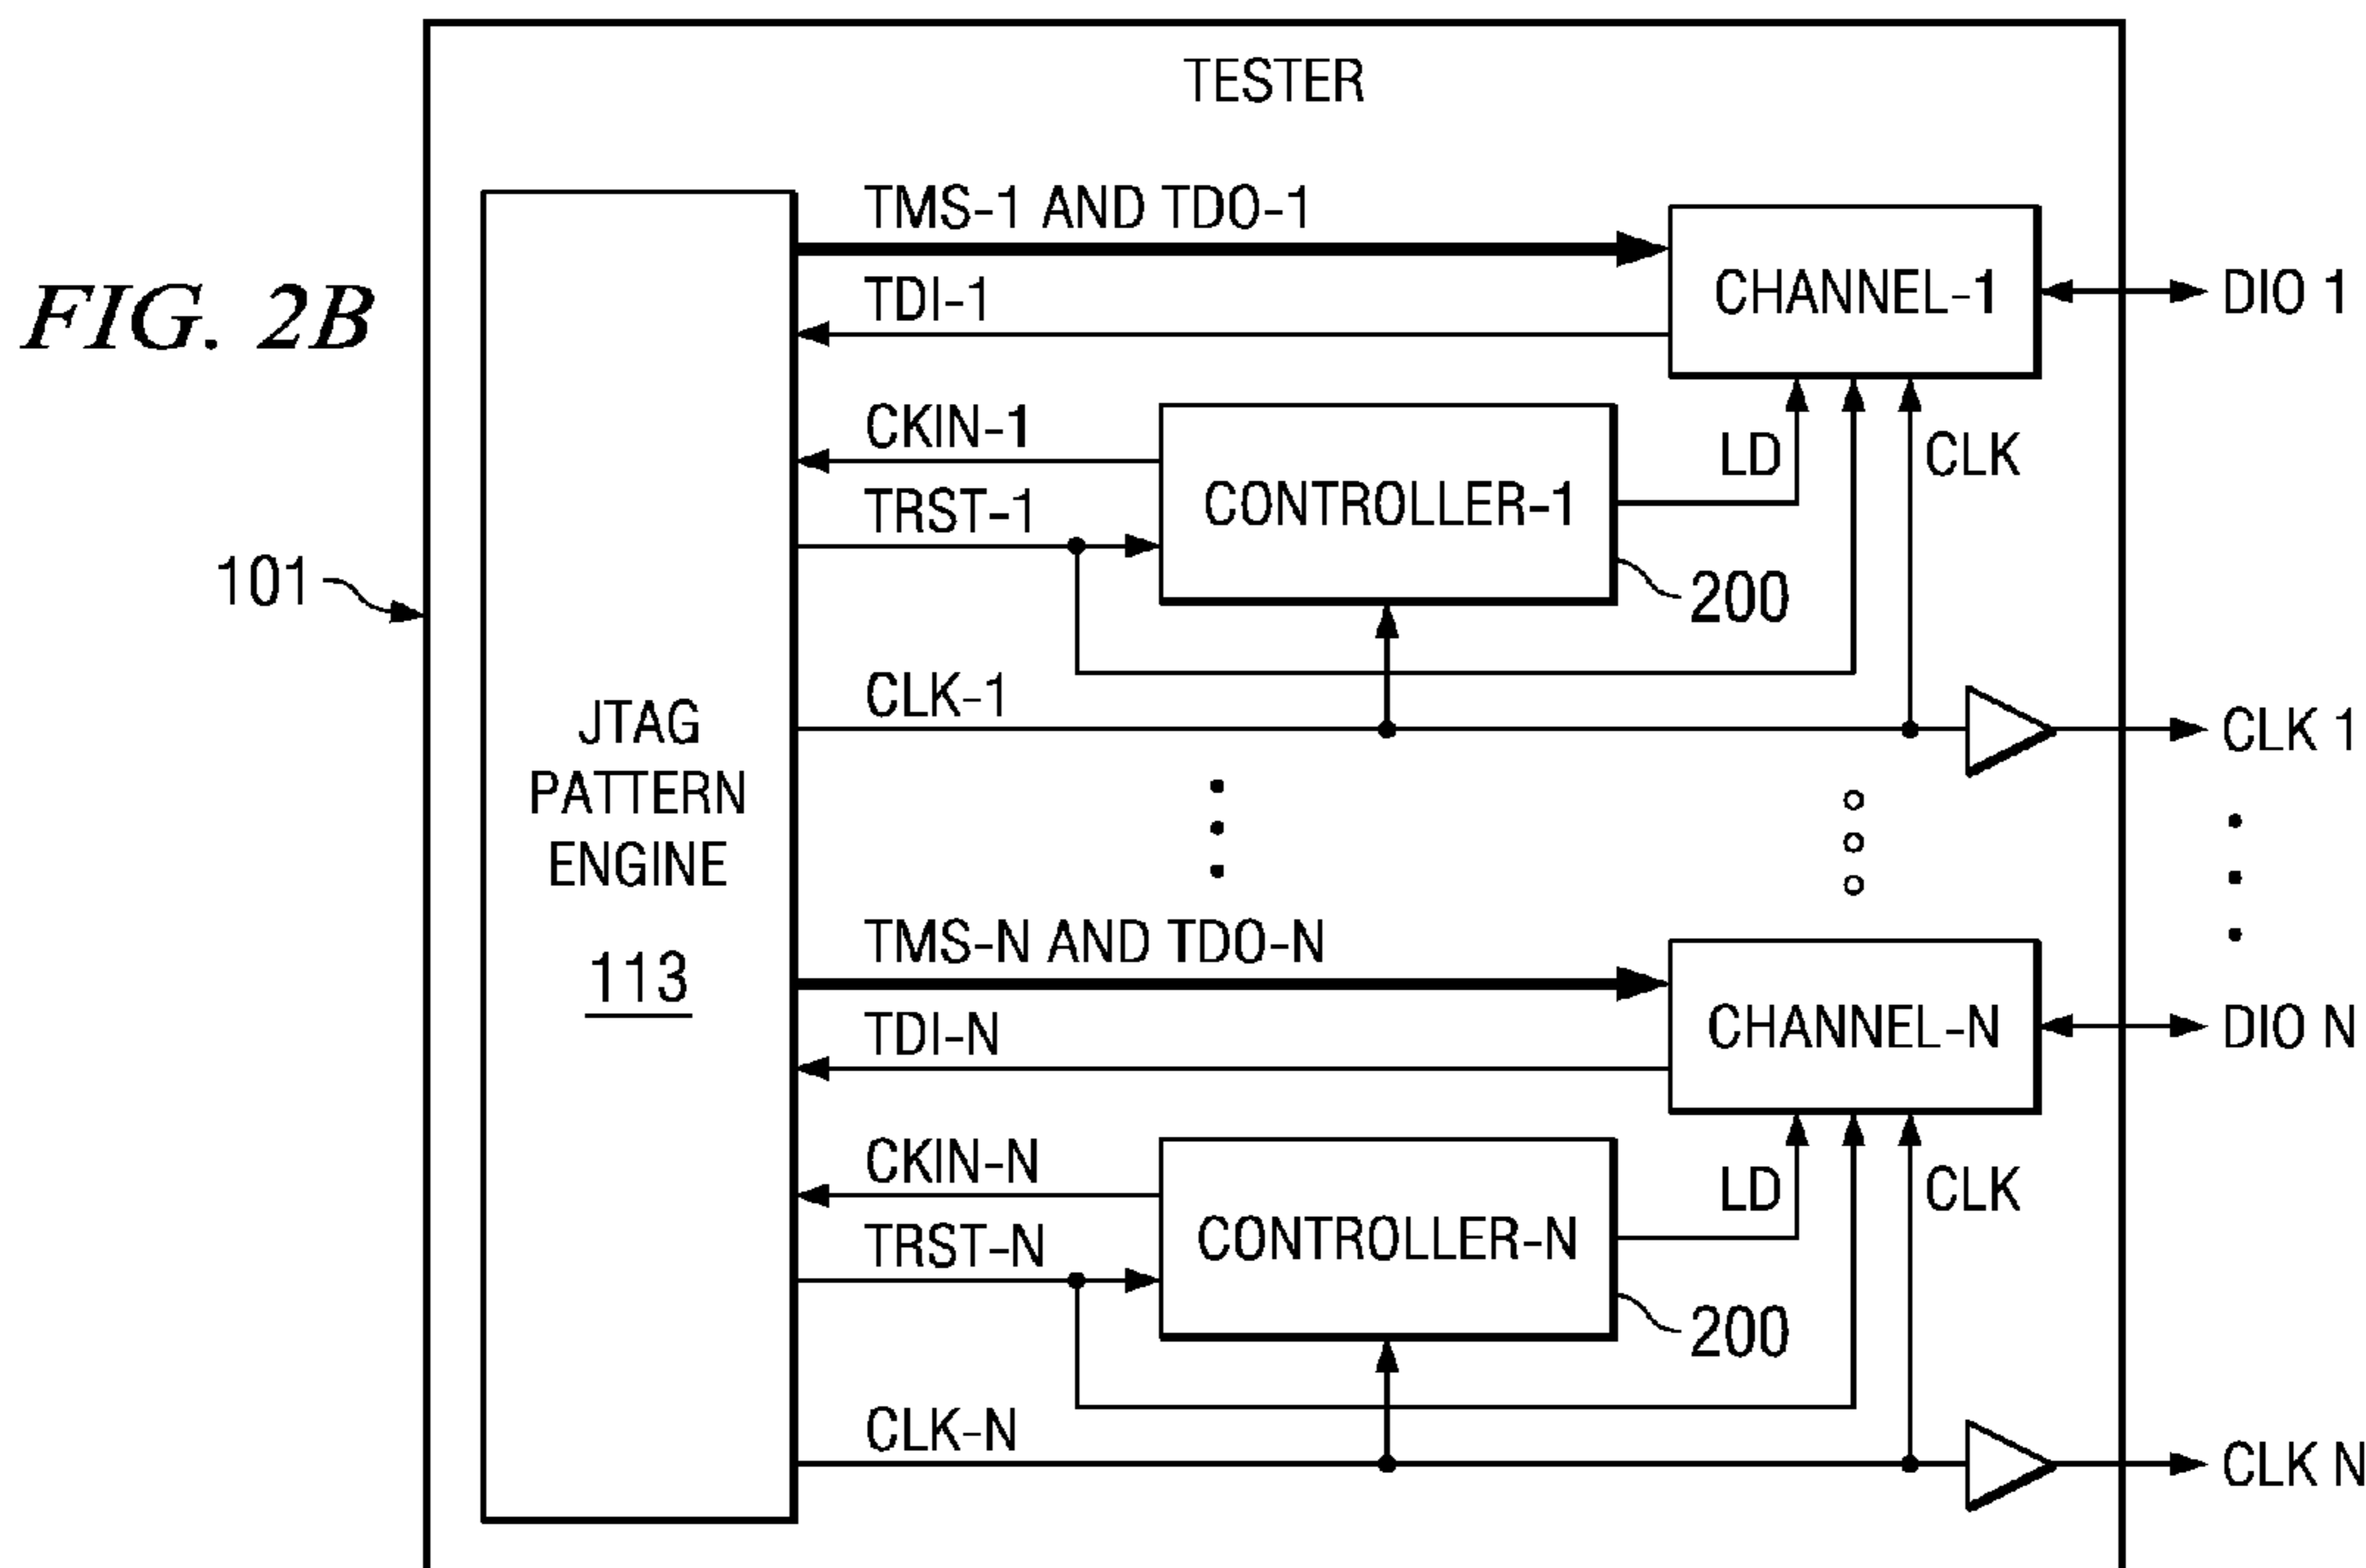 TESTER
FIG. 2B
TMS-1 AND TDO-1
TDI-1
CHANNEL-1
DIO 1
CKIN-1
LD
CLK
TRST-1
CONTROLLER-1
101
200
CLK-1
CLK 1
JTAG
PATTERN
ENGINE
113
TMS-N AND TDO-N
TDI-N
CHANNEL-N
DIO N
CKIN-N
LD
CLK
TRST-N
CONTROLLER-N
200
CLK-N
CLK N